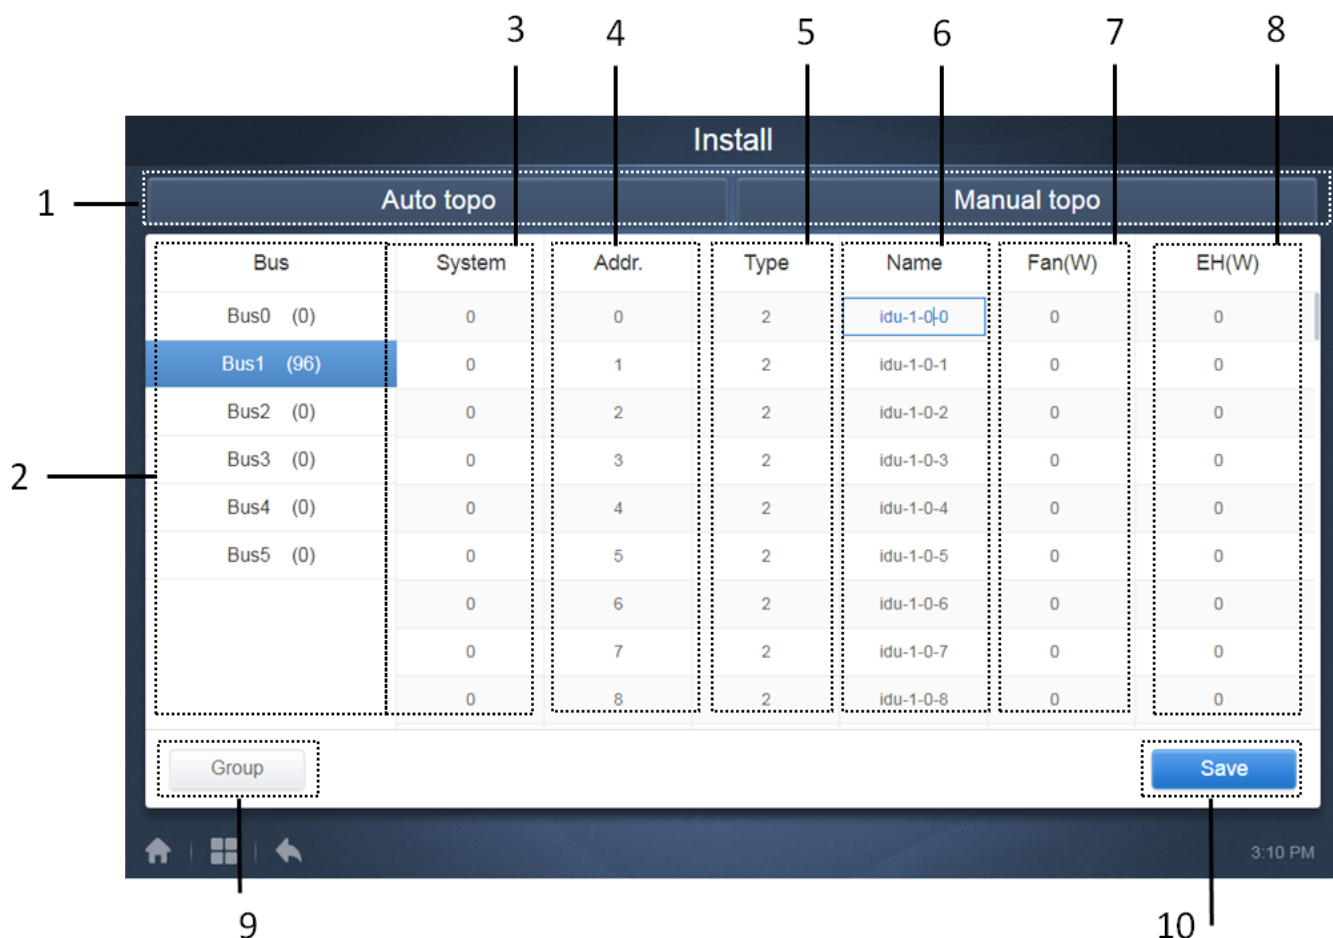 3 4 5 6 7 8
Install
1
Auto topo Manual topo
Bus System Addr. Type Name Fan(W) EH(W)
Bus0 (0) 0 0 2 idu-1-0-0 0 0
Bus1 (96) 0 1 2 idu-1-0-1 0 0
Bus2 (0) 0 2 2 idu-1-0-2 0 0
Bus3 (0) 0 3 2 idu-1-0-3 0 0
2
Bus4 (0) 0 4 2 idu-1-0-4 0 0
Bus5 (0) 0 5 2 idu-1-0-5 0 0
0 6 2 idu-1-0-6 0 0
0 7 2 idu-1-0-7 0 0
0 8 2 idu-1-0-8 0 0
Group Save
3:10 PM
9 10